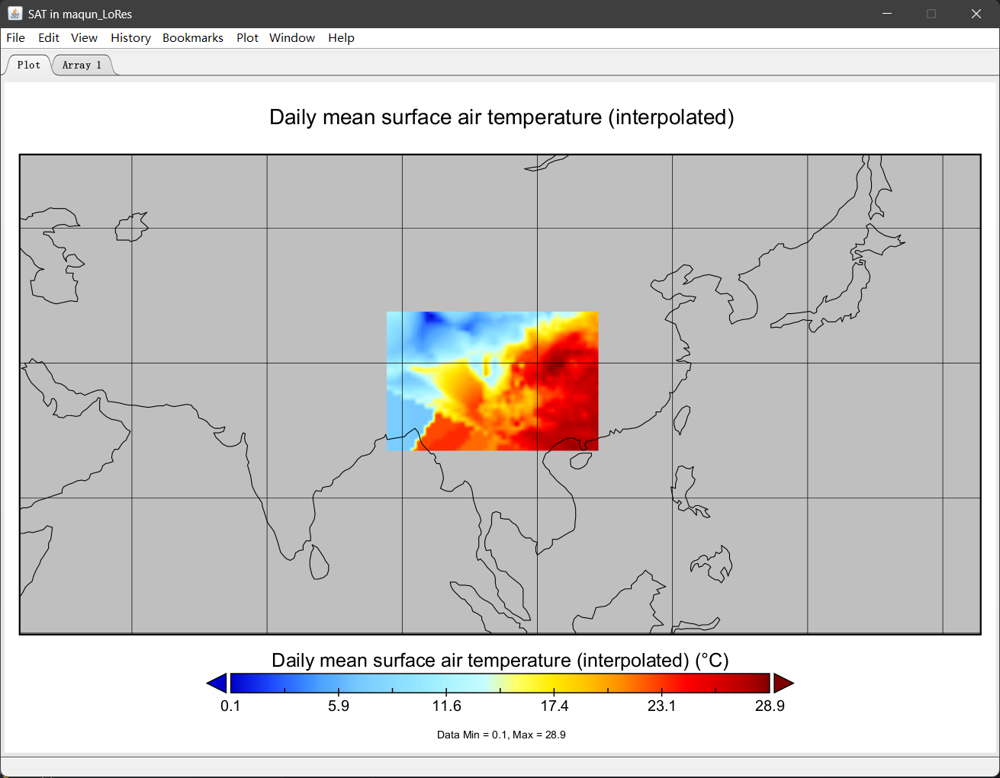 SAT in maqun_LoRes
File Edit View History Bookmarks Plot Window Help
Plot Array 1
Daily mean surface air temperature (interpolated)
Daily mean surface air temperature (interpolated) (°C)
0.1 5.9 11.6 17.4 23.1 28.9
Data Min = 0.1, Max = 28.9